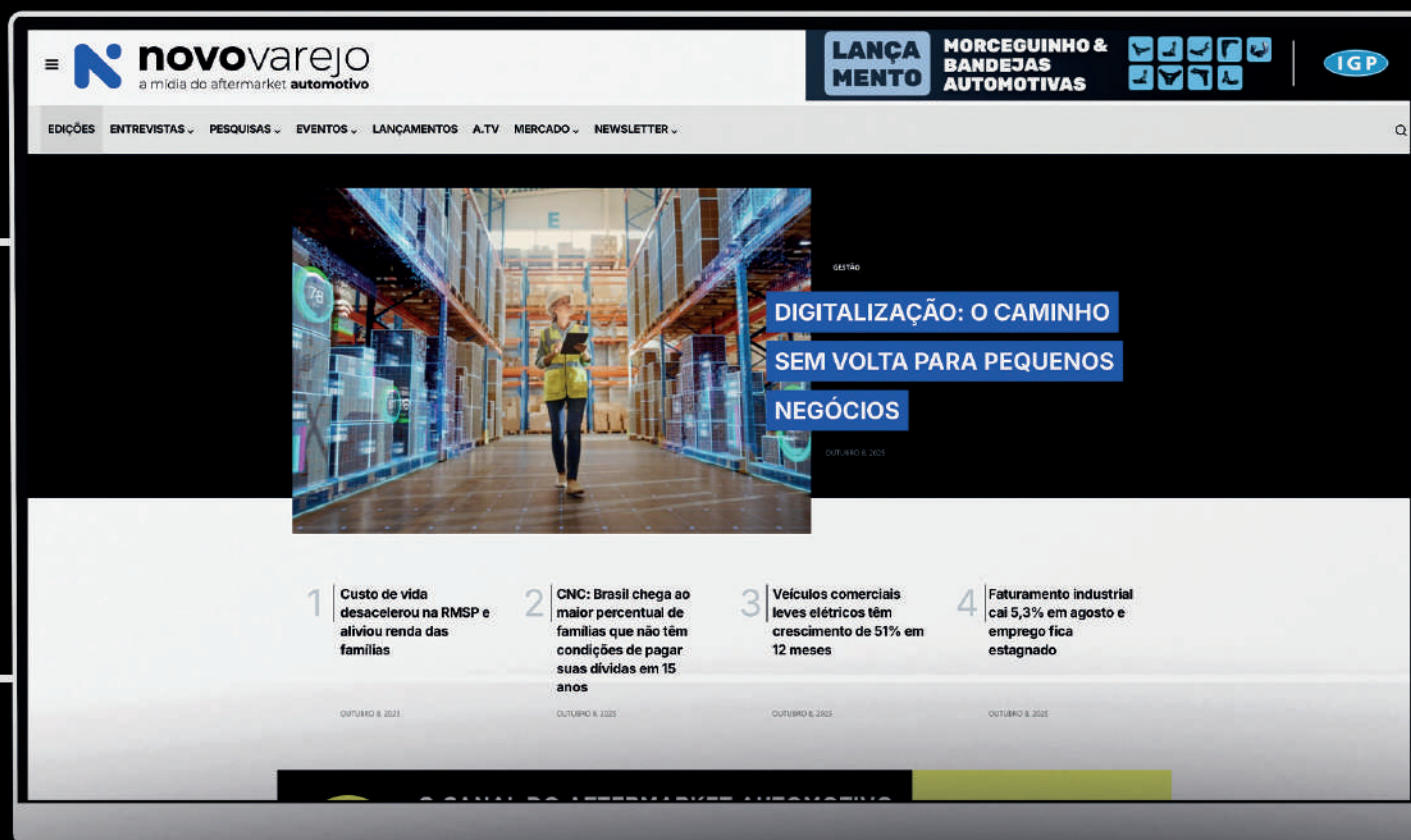 novovarejo
a mídia do aftermarket automotivo
LANÇA
MENTO
MORCEGUINHO &
BANDEJAS
AUTOMOTIVAS
IGP
EDIÇÕES ENTREVISTAS PESQUISAS EVENTOS LANÇAMENTOS A.TV MERCADO NEWSLETTER
E
78
GESTÃO
DIGITALIZAÇÃO: O CAMINHO
SEM VOLTA PARA PEQUENOS
NEGÓCIOS
OUTUBRO 8, 2025
1
Custo de vida
desacelerou na RMSP e
aliviou renda das
famílias
OUTUBRO 8, 2025
2
CNC: Brasil chega ao
maior percentual de
famílias que não têm
condições de pagar
suas dívidas em 15
anos
OUTUBRO 8, 2025
3
Veículos comerciais
leves elétricos têm
crescimento de 51% em
12 meses
OUTUBRO 8, 2025
4
Faturamento industrial
cai 5,3% em agosto e
emprego fica
estagnado
OUTUBRO 8, 2025
O CANAL DO AFTERMARKET AUTOMOTIVO